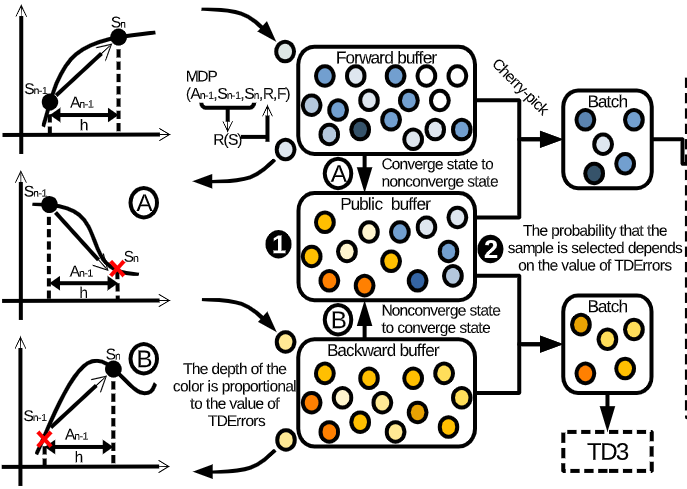 Sn
Sn-1
An-1
h
MDP
(An-1,Sn-1,Sn,R,F)
R(S)
Forward buffer
Cherry-pick
Batch
A
Converge state to
nonconverge state
Sn-1
A
Sn
An-1
h
1
Public buffer
2
The probability that the
sample is selected depends
on the value of TDErrors
B
Nonconverge state
to converge state
Batch
Sn
B
Sn-1
An-1
h
The depth of the
color is proportional
to the value of
TDErrors
Backward buffer
TD3